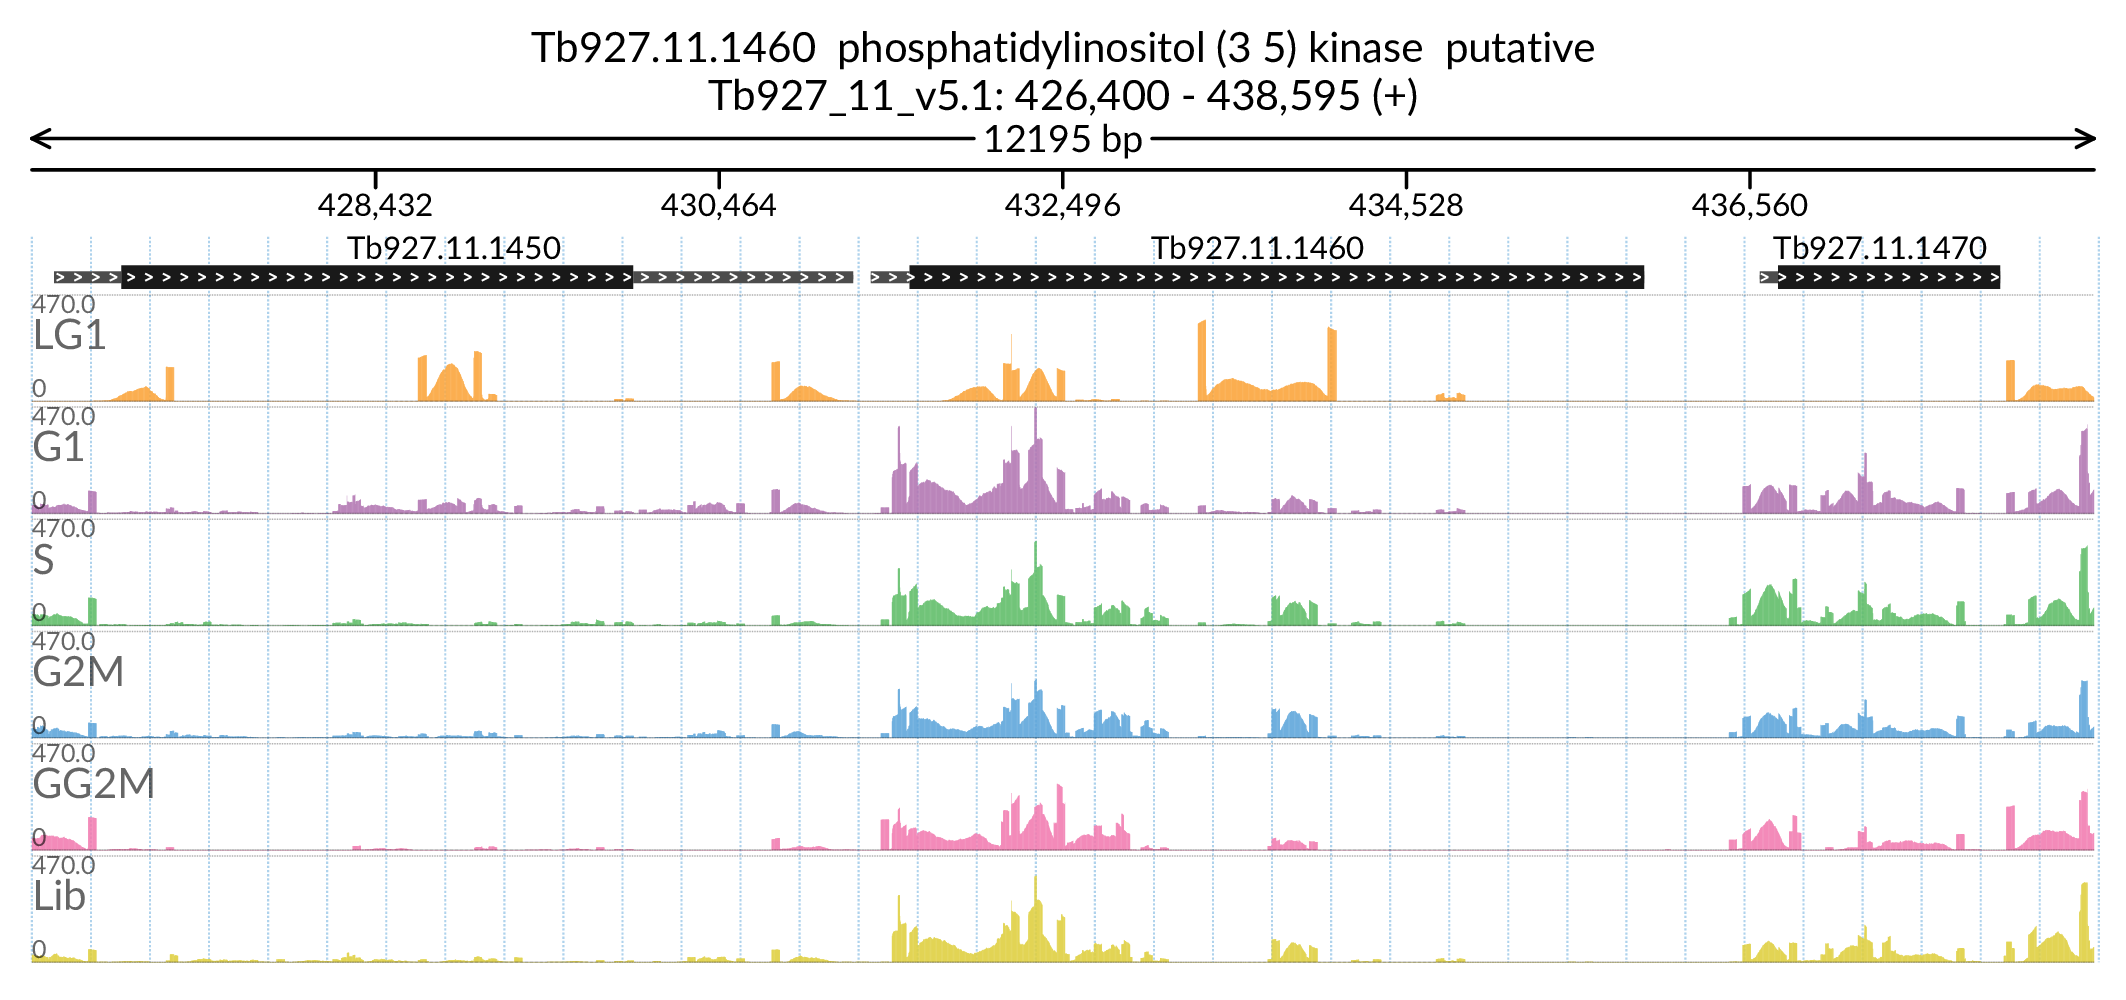 Tb927.11.1460  phosphatidylinositol (3 5) kinase  putative
Tb927_11_v5.1: 426,400 - 438,595 (+)
12195 bp
428,432 430,464 432,496 434,528 436,560
Tb927.11.1450 Tb927.11.1460 Tb927.11.1470
470.0
LG1
0
470.0
G1
0
470.0
S
0
470.0
G2M
0
470.0
GG2M
0
470.0
Lib
0